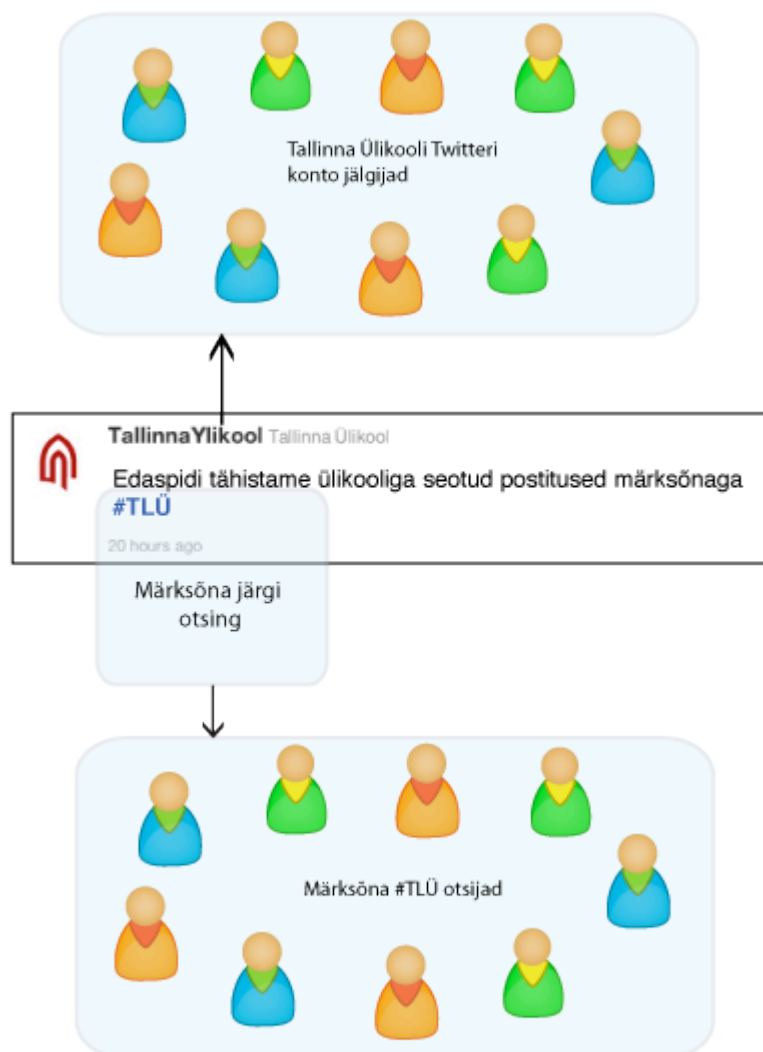 Tallinna Ülikooli Twitteri
konto jälgijad
TallinnaYlikool Tallinna Ülikool
Edaspidi tähistame ülikooliga seotud postitused märksõnaga
#TLÜ
20 hours ago
Märksõna järgi
otsing
Märksõna #TLÜ otsijad